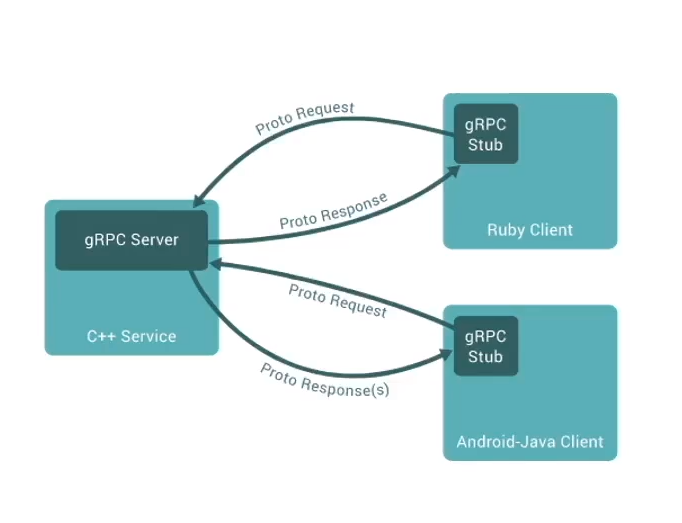 Proto Request
gRPC
Stub
Proto Response
Ruby Client
gRPC Server
C++ Service
Proto Request
gRPC
Stub
Proto Response(s)
Android-Java Client